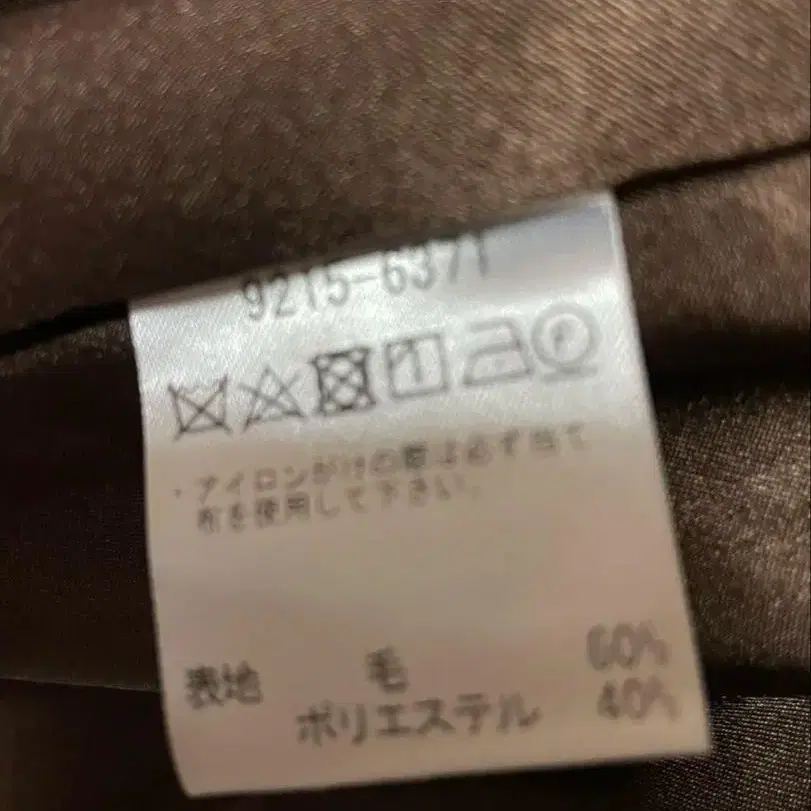 9215-6371
・アイロンがけの際は必ず当て
布を使用して下さい。
表地 毛 60%
ポリエステル 40%